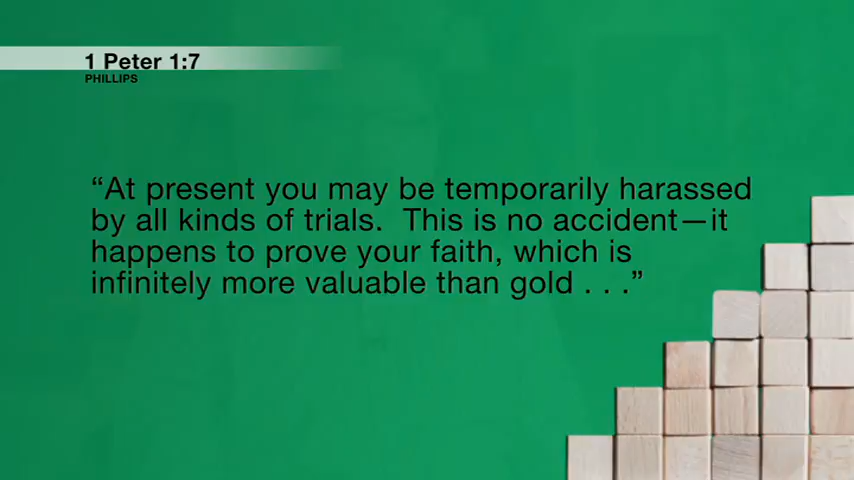 1 Peter 1:7
PHILLIPS
“At present you may be temporarily harassed
by all kinds of trials.  This is no accident—it
happens to prove your faith, which is
infinitely more valuable than gold . . .”